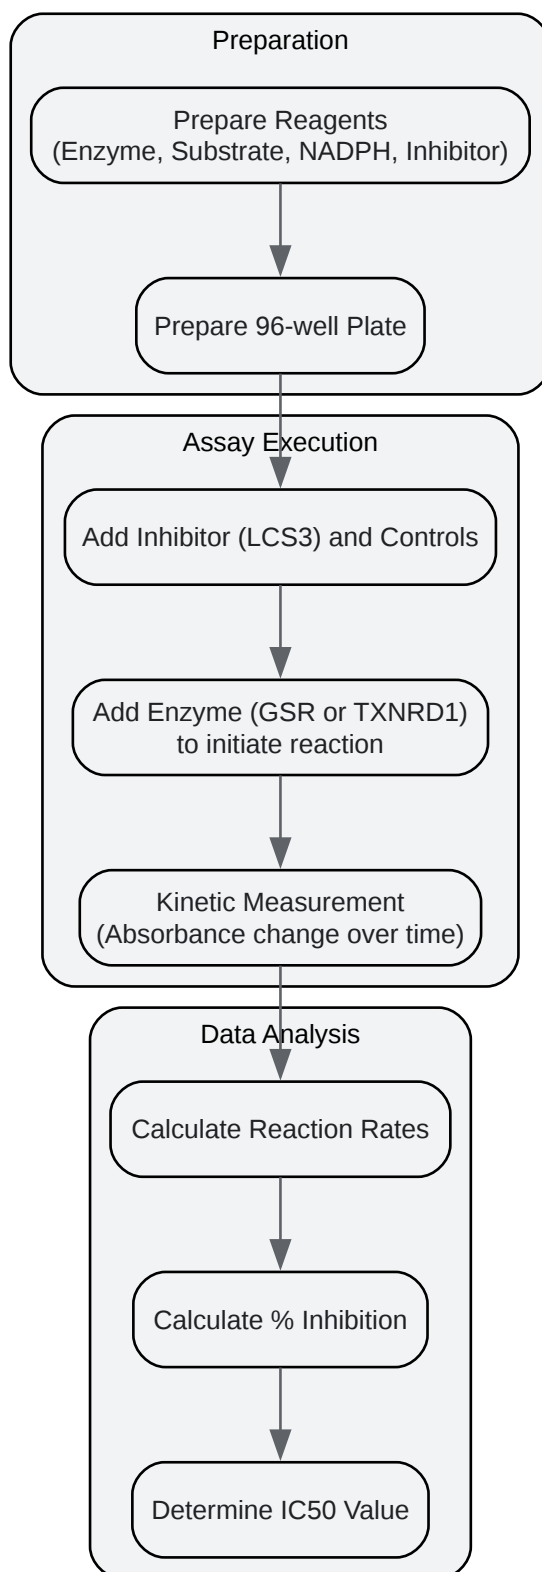 Preparation
Prepare Reagents
(Enzyme, Substrate, NADPH, Inhibitor)
Prepare 96-well Plate
Assay Execution
Add Inhibitor (LCS3) and Controls
Add Enzyme (GSR or TXNRD1)
to initiate reaction
Kinetic Measurement
(Absorbance change over time)
Data Analysis
Calculate Reaction Rates
Calculate % Inhibition
Determine IC50 Value